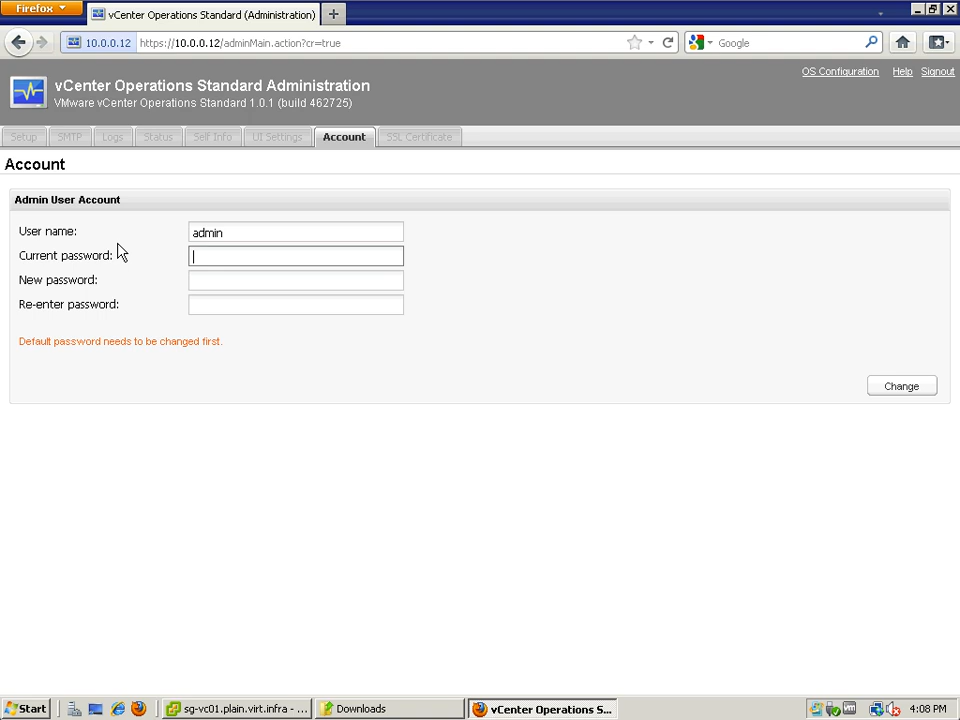 Firefox
vCenter Operations Standard (Administration)
10.0.0.12
https://10.0.0.12/adminMain.action?cr=true
Google
vCenter Operations Standard Administration
VMware vCenter Operations Standard 1.0.1 (build 462725)
OS Configuration
Help
Signout
Setup
SMTP
Logs
Status
Self Info
UI Settings
Account
SSL Certificate
Account
Admin User Account
User name:
admin
Current password:
New password:
Re-enter password:
Default password needs to be changed first.
Change
Start
sg-vc01.plain.virt.infra - ...
Downloads
vCenter Operations S...
4:08 PM